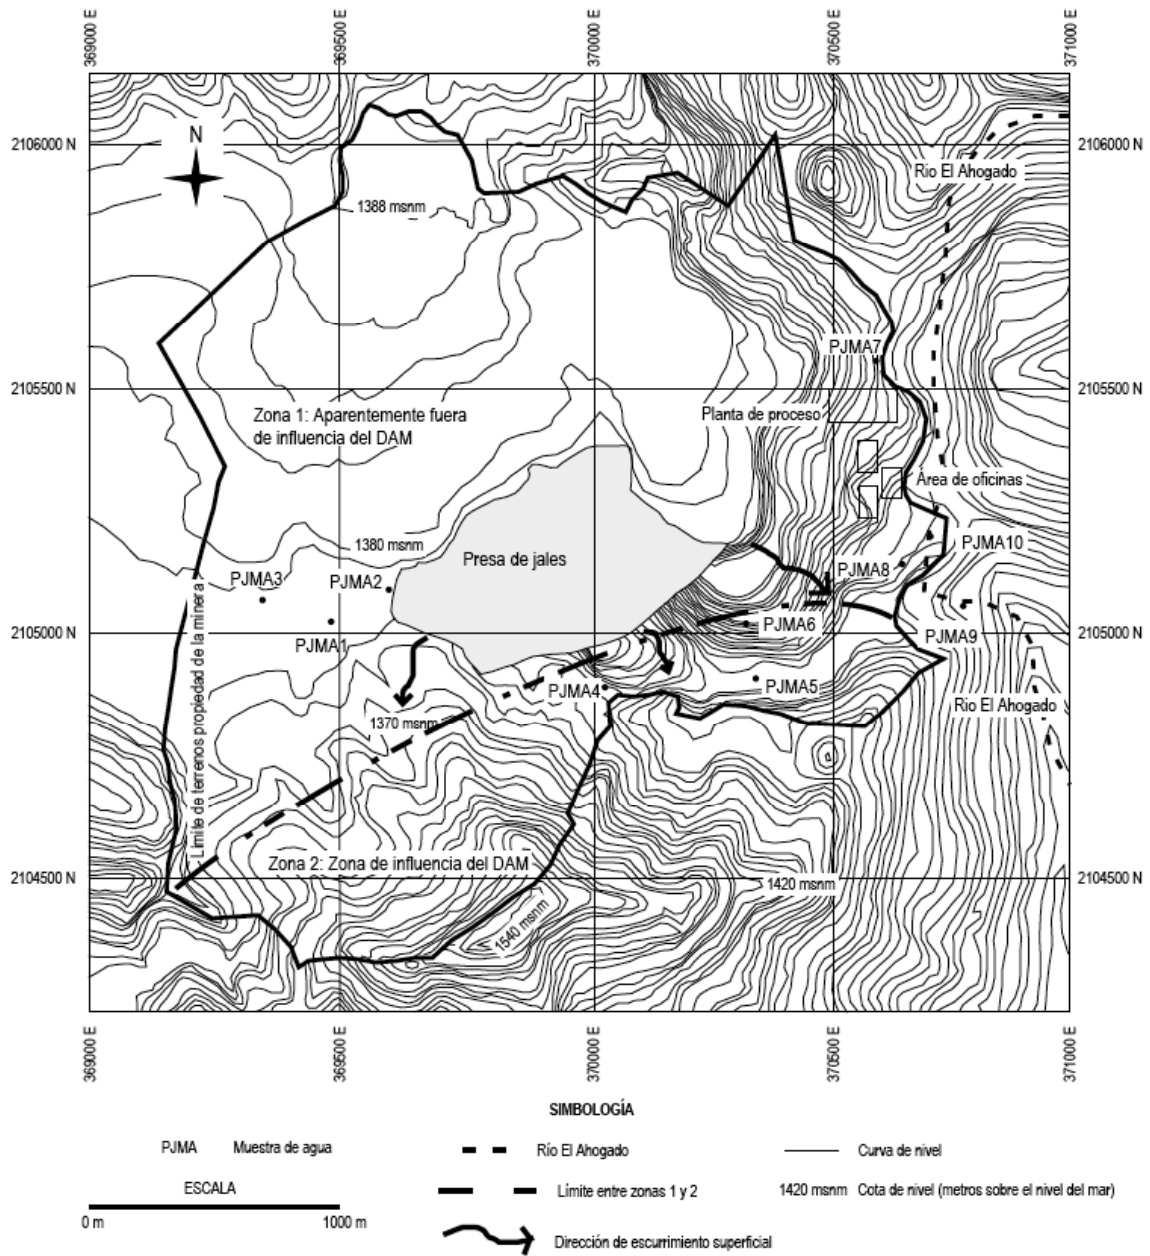 369000 E
369500 E
370000 E
370500 E
371000 E
2106000 N
2106000 N
N
Río El Ahogado
1388 msnm
PJMA7
2105500 N
2105500 N
Zona 1: Aparentemente fuera
de influencia del DAM
Planta de proceso
Área de oficinas
1380 msnm
Presa de jales
PJMA10
PJMA3
PJMA2
PJMA8
PJMA6
2105000 N
2105000 N
PJMA1
PJMA9
PJMA4
PJMA5
Río El Ahogado
1370 msnm
Límite de terrenos propiedad de la minera
Zona 2: Zona de influencia del DAM
2104500 N
2104500 N
1420 msnm
1540 msnm
369000 E
369500 E
370000 E
370500 E
371000 E
SIMBOLOGÍA
PJMA Muestra de agua
Río El Ahogado
Curva de nivel
ESCALA
Límite entre zonas 1 y 2
1420 msnm Cota de nivel (metros sobre el nivel del mar)
0 m 1000 m
Dirección de escurrimiento superficial